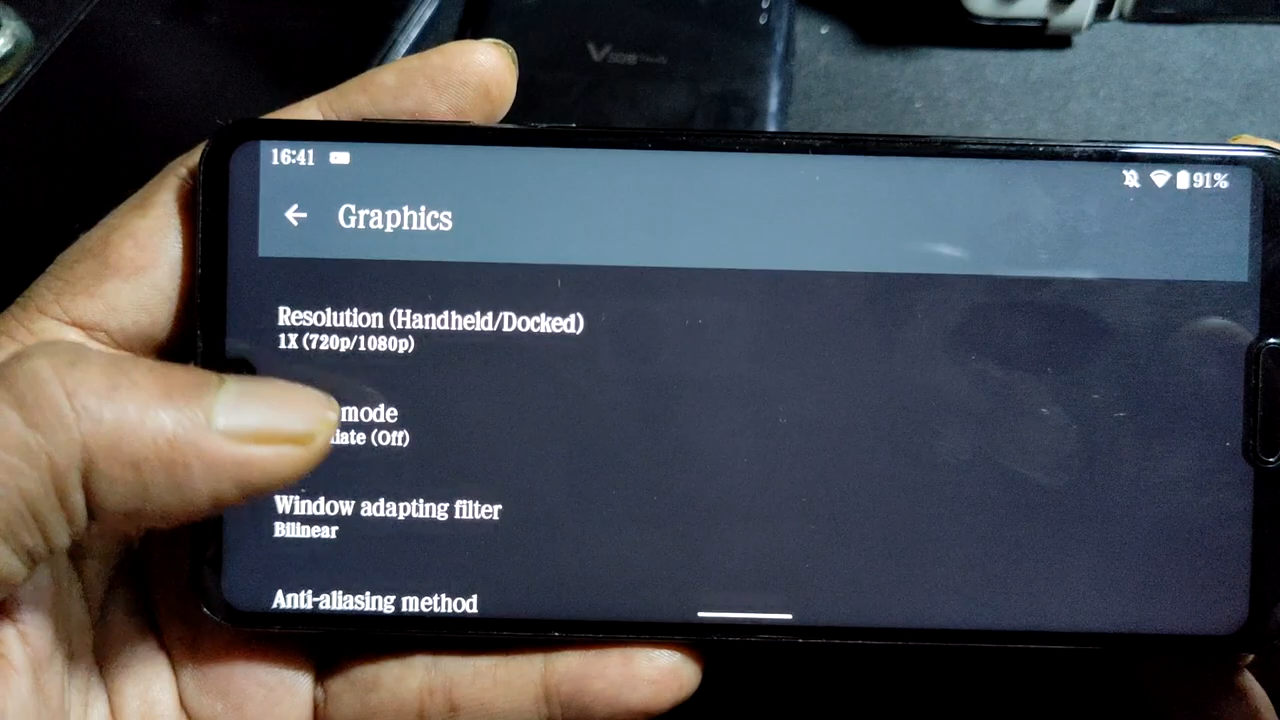 16:41
91%
Graphics
Resolution (Handheld/Docked)
1X (720p/1080p)
mode
(Off)
Window adapting filter
Bilinear
Anti-aliasing method